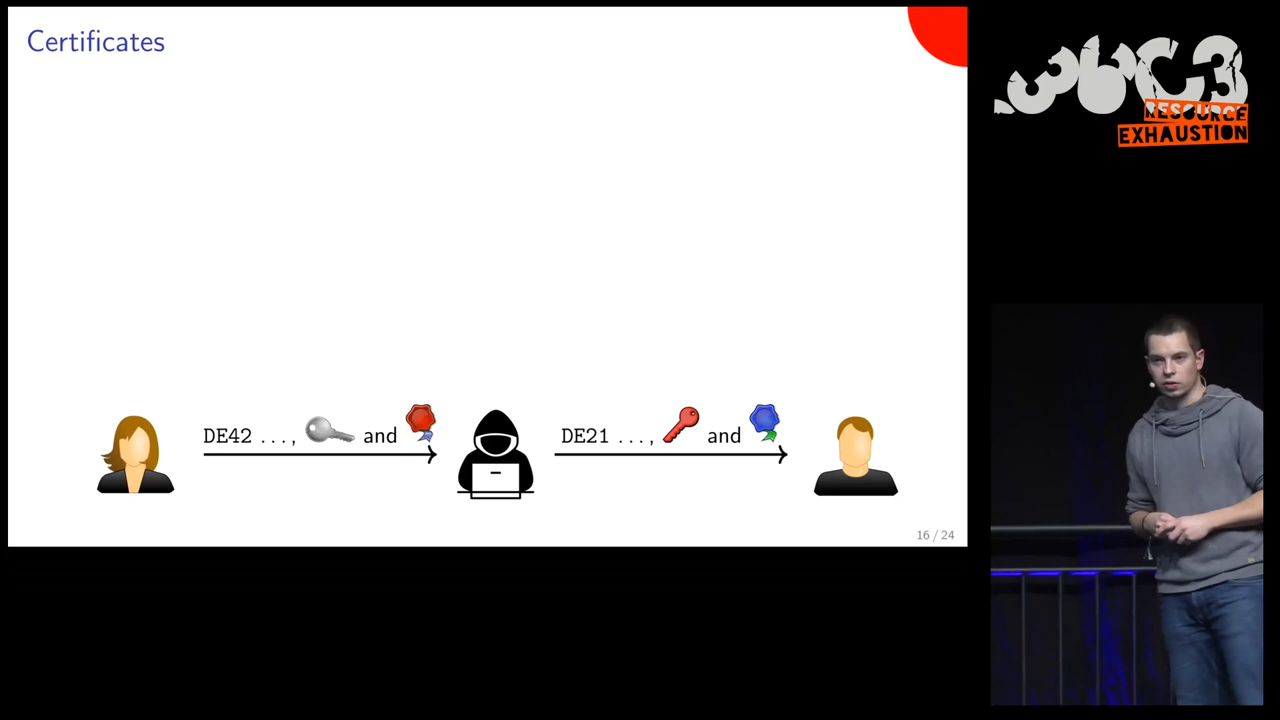 Certificates
36C3
RESOURCE
EXHAUSTION
DE42 ..., and
DE21 ..., and
16 / 24